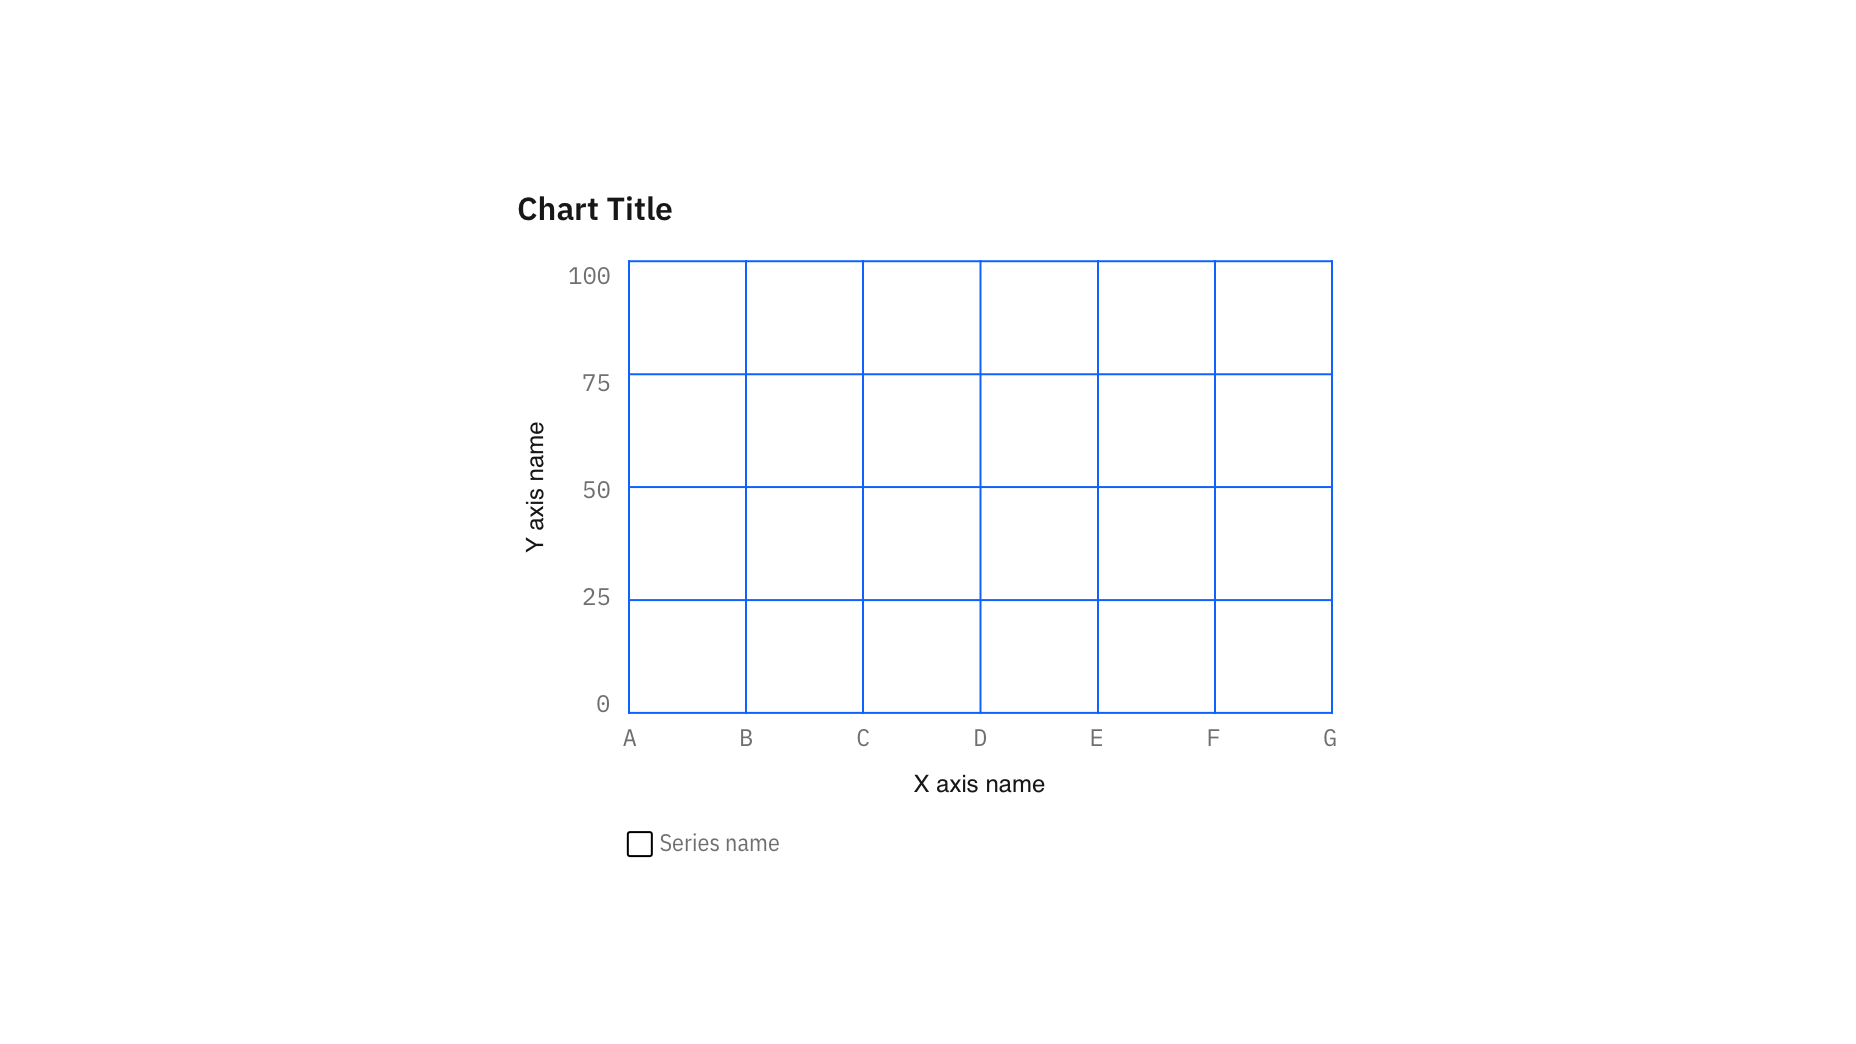 Chart Title
100
75
50
25
0
Y axis name
A B C D E F G
X axis name
Series name